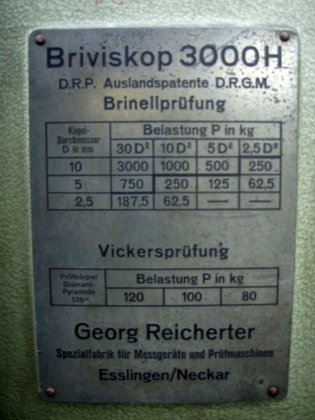 Briviskop 3000H
D.R.P. Auslandspatente D.R.G.M.
Brinellprüfung
Kugel-Durchmesser D in mm
Belastung P in kg
30 D² 10 D² 5 D² 2,5 D²
10 3000 1000 500 250
5 750 250 125 62,5
2,5 187,5 62,5 — —
Vickersprüfung
Prüfkörper
Diamant-
Pyramide
136°
Belastung P in kg
120 100 80
Georg Reicherter
Spezialfabrik für Messgeräte und Prüfmaschinen
Esslingen/Neckar